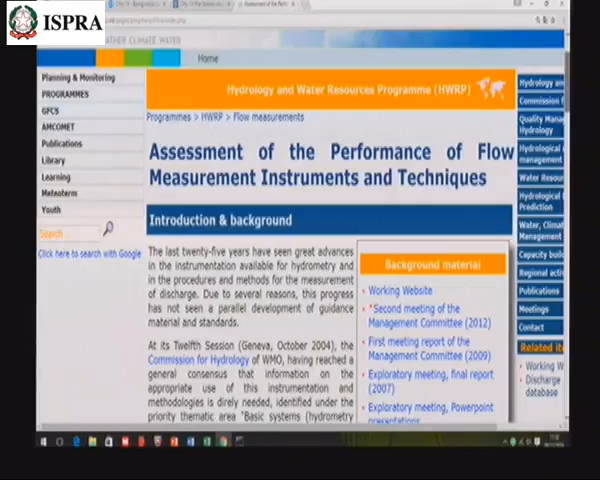 ISPRA
WEATHER CLIMATE WATER
Home
Planning & Monitoring
PROGRAMMES
GFCS
AMCOMET
Publications
Library
Learning
Meteoterm
Youth
Search
Click here to search with Google
Hydrology and Water Resources Programme (HWRP)
Programmes > HWRP > Flow measurements
Assessment of the Performance of Flow
Measurement Instruments and Techniques
Introduction & background
The last twenty-five years have seen great advances
in the instrumentation available for hydrometry and
in the procedures and methods for the measurement
of discharge. Due to several reasons, this progress
has not seen a parallel development of guidance
material and standards.
At its Twelfth Session (Geneva, October 2004), the
Commission for Hydrology of WMO, having reached a
general consensus that information on the
appropriate use of this instrumentation and
methodologies is direly needed, identified under the
priority thematic area "Basic systems (hydrometry
Background material
Working Website
"Second meeting of the
Management Committee (2012)
First meeting report of the
Management Committee (2009)
Exploratory meeting, final report
(2007)
Exploratory meeting, Powerpoint
presentations
Hydrology an
Commission f
Quality Mana
Hydrology
Hydrological
management
Water Resour
Hydrological
Prediction
Water, Clima
Management
Capacity buil
Regional acti
Publications
Meetings
Contact
Related it
Working W
Discharge
database